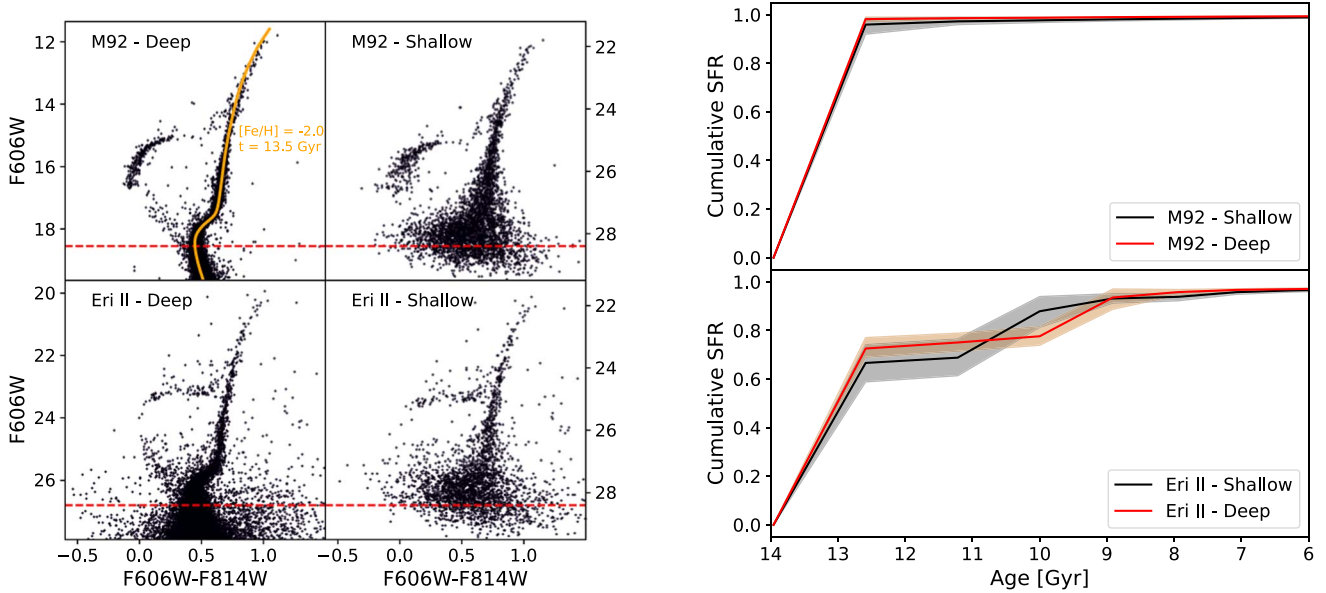 M92 - Deep
M92 - Shallow
[Fe/H] = -2.0
t = 13.5 Gyr
12
14
16
18
F606W
22
24
26
28
Eri II - Deep
Eri II - Shallow
20
22
24
26
F606W
22
24
26
28
−0.5 0.0 0.5 1.0
−0.5 0.0 0.5 1.0
F606W-F814W
F606W-F814W
1.0
0.8
0.6
0.4
0.2
0.0
Cumulative SFR
M92 - Shallow
M92 - Deep
1.0
0.8
0.6
0.4
0.2
0.0
Cumulative SFR
Eri II - Shallow
Eri II - Deep
14 13 12 11 10 9 8 7 6
Age [Gyr]